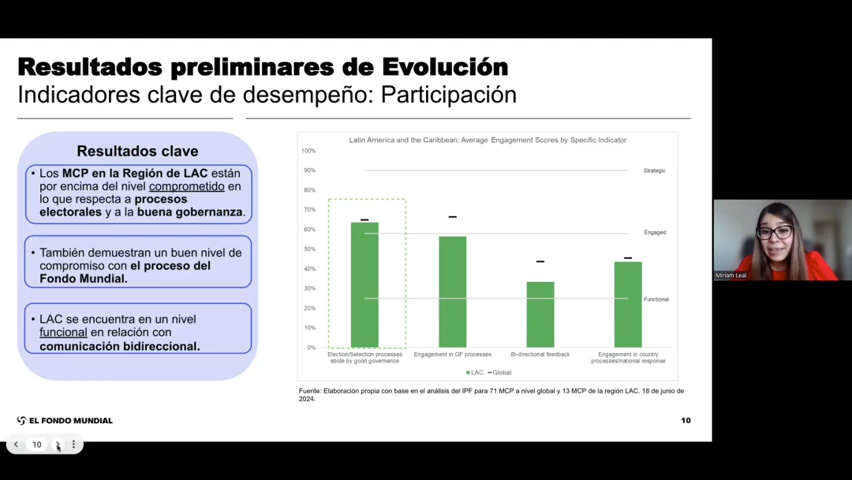 Resultados preliminares de Evolución
Indicadores clave de desempeño: Participación
Resultados clave
• Los MCP en la Región de LAC están
por encima del nivel comprometido en
lo que respecta a procesos
electorales y a la buena gobernanza.
• También demuestran un buen nivel de
compromiso con el proceso del
Fondo Mundial.
• LAC se encuentra en un nivel
funcional en relación con
comunicación bidireccional.
Latin America and the Caribbean: Average Engagement Scores by Specific Indicator
100%
90%
80%
70%
60%
50%
40%
30%
20%
10%
0%
Strategic
Engaged
Functional
Election/Selection processes
abide by good governance
Engagement in GF processes
Bi-directional feedback
Engagement in country
processes/national response
LAC Global
Fuente: Elaboración propia con base en el análisis del IPF para 71 MCP a nivel global y 13 MCP de la región LAC. 18 de junio de
2024.
EL FONDO MUNDIAL
10
10
Miriam Leal